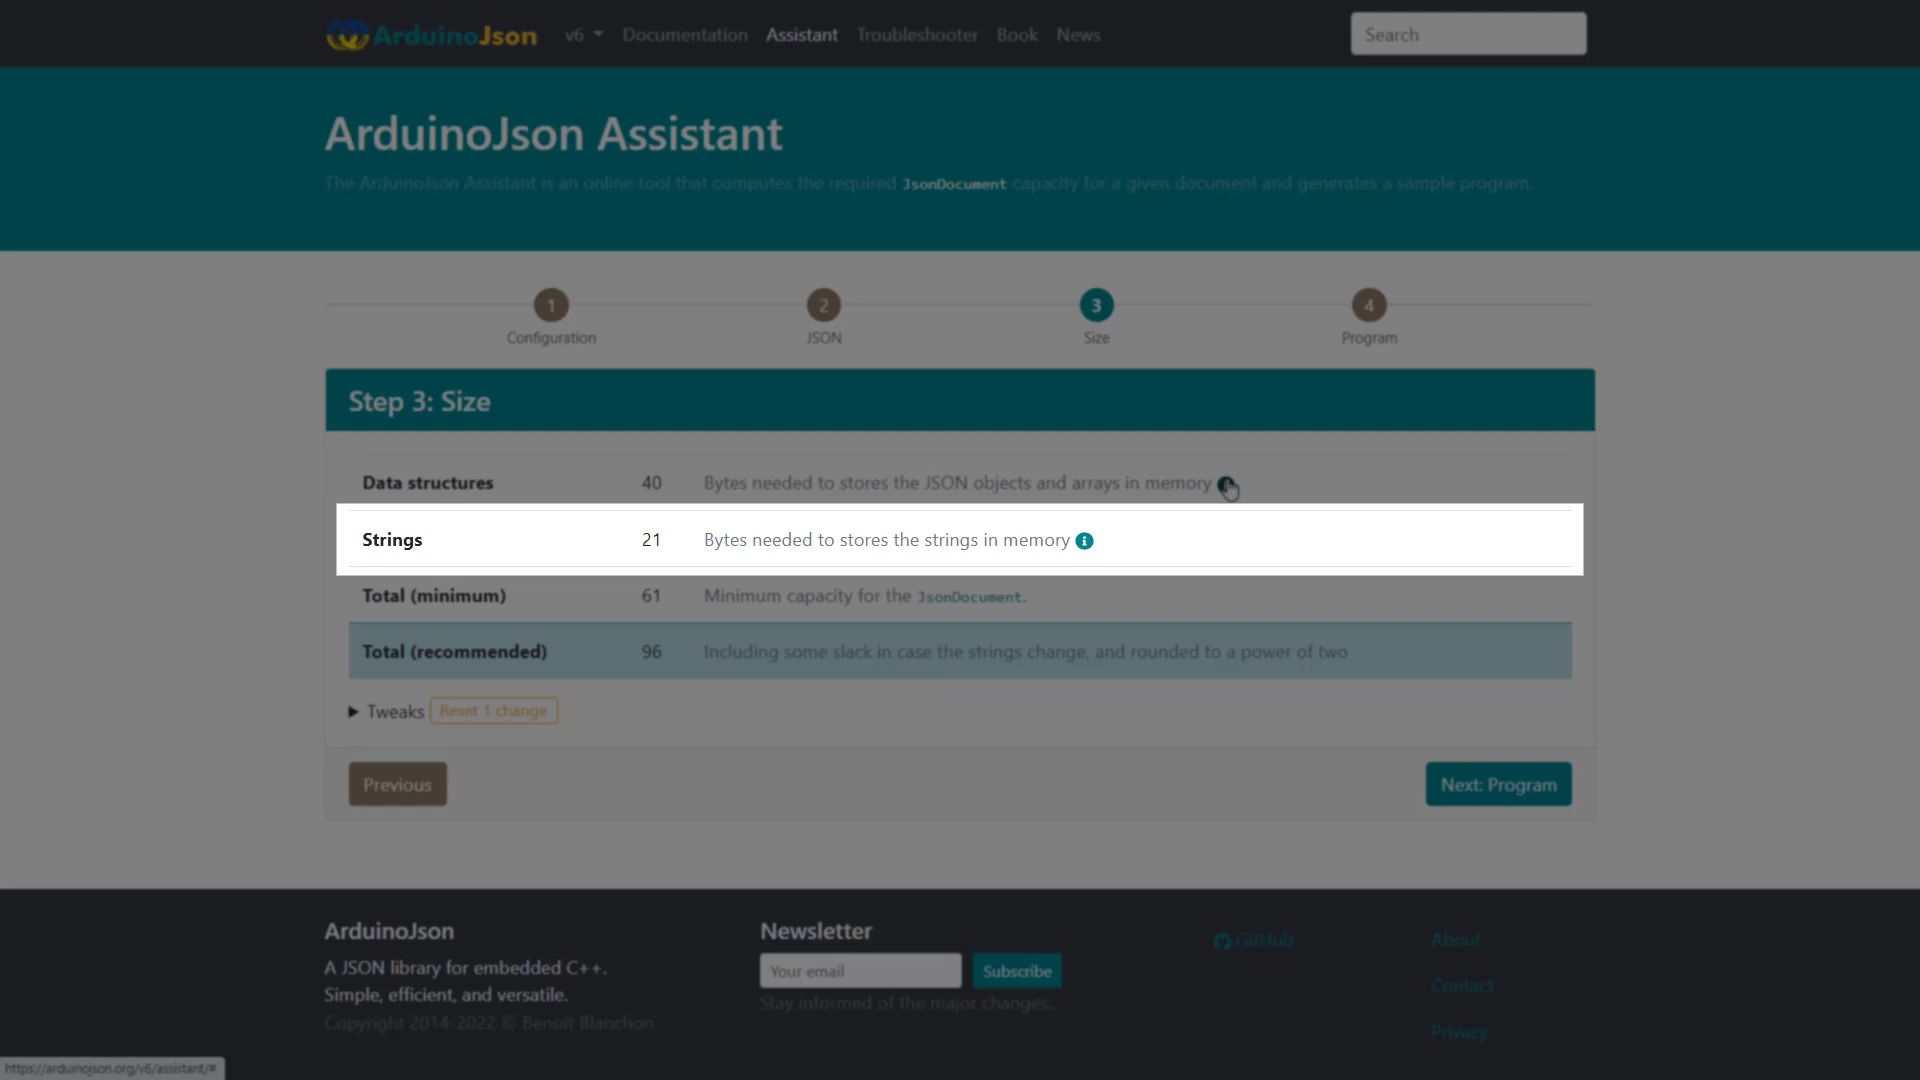 ArduinoJson v6 Documentation Assistant Troubleshooter Book News Search
ArduinoJson Assistant
The ArduinoJson Assistant is an online tool that computes the required JsonDocument capacity for a given document and generates a sample program.
1 2 3 4
Configuration JSON Size Program
Step 3: Size
Data structures 40 Bytes needed to stores the JSON objects and arrays in memory
Strings 21 Bytes needed to stores the strings in memory
Total (minimum) 61 Minimum capacity for the JsonDocument.
Total (recommended) 96 Including some slack in case the strings change, and rounded to a power of two
Tweaks Reset 1 change
Previous Next: Program
ArduinoJson
A JSON library for embedded C++.
Simple, efficient, and versatile.
Copyright 2014-2022 © Benoît Blanchon
Newsletter
Your email Subscribe
Stay informed of the major changes.
GitHub
About
Contact
Privacy
https://arduinojson.org/v6/assistant/#